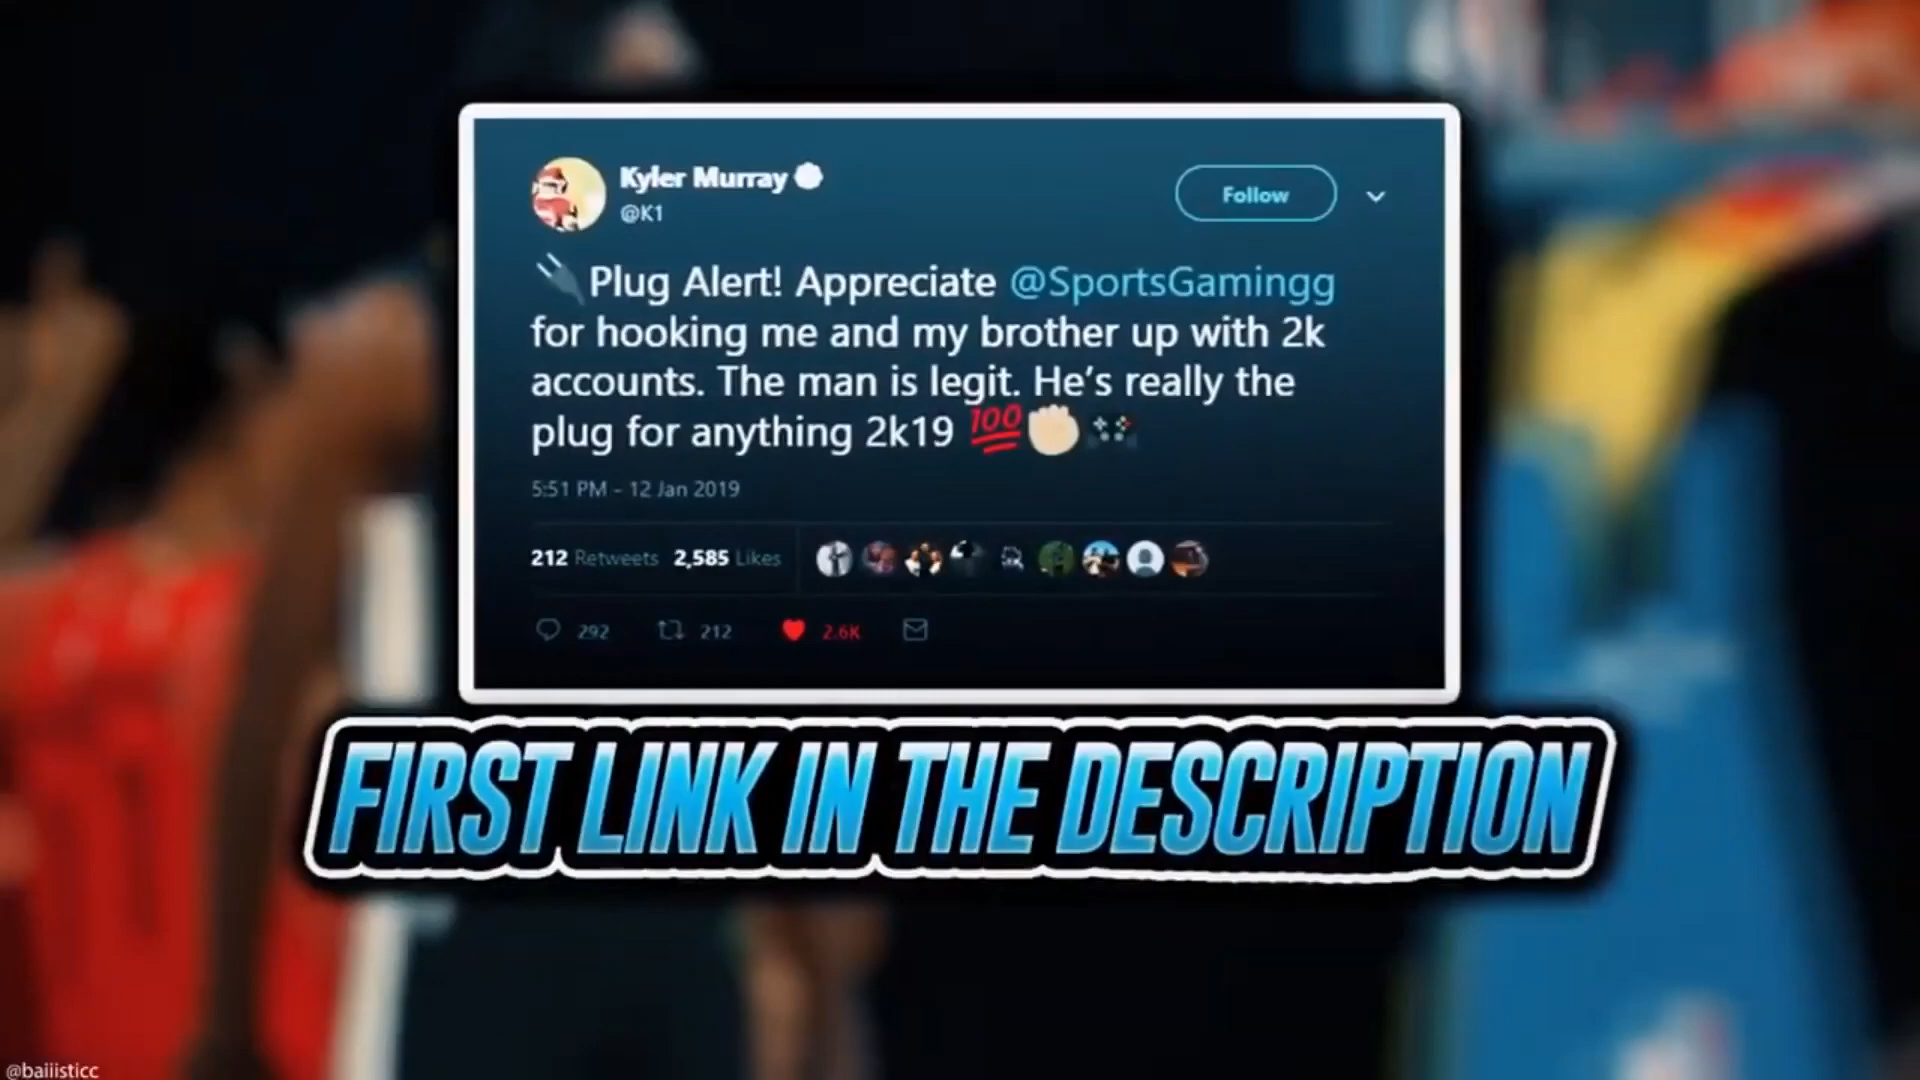 Kyler Murray
@K1
Follow
Plug Alert! Appreciate @SportsGamingg
for hooking me and my brother up with 2k
accounts. The man is legit. He's really the
plug for anything 2k19 💯✊🏻🎮
5:51 PM - 12 Jan 2019
212 Retweets 2,585 Likes
292 212 2.6K
FIRST LINK IN THE DESCRIPTION
@baiiisticc